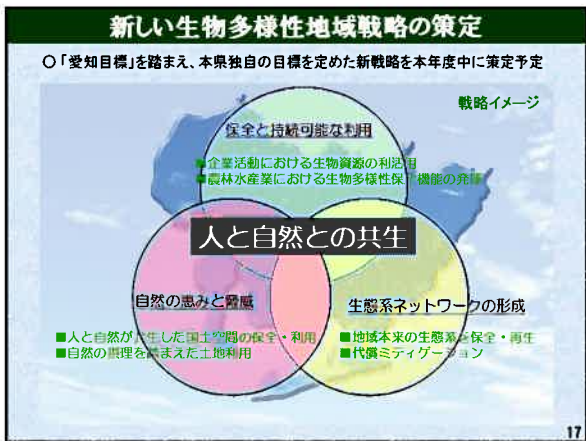 新しい生物多様性地域戦略の策定
○「愛知目標」を踏まえ、本県独自の目標を定めた新戦略を本年度中に策定予定
戦略イメージ
保全と持続可能な利用
■企業活動における生物資源の利活用
■農林水産業における生物多様性保全機能の発揮
人と自然との共生
自然の恵みと脅威
■人と自然が共生した国土空間の保全・利用
■自然の摂理を踏まえた土地利用
生態系ネットワークの形成
■地域本来の生態系を保全・再生
■代償ミティゲーション
17